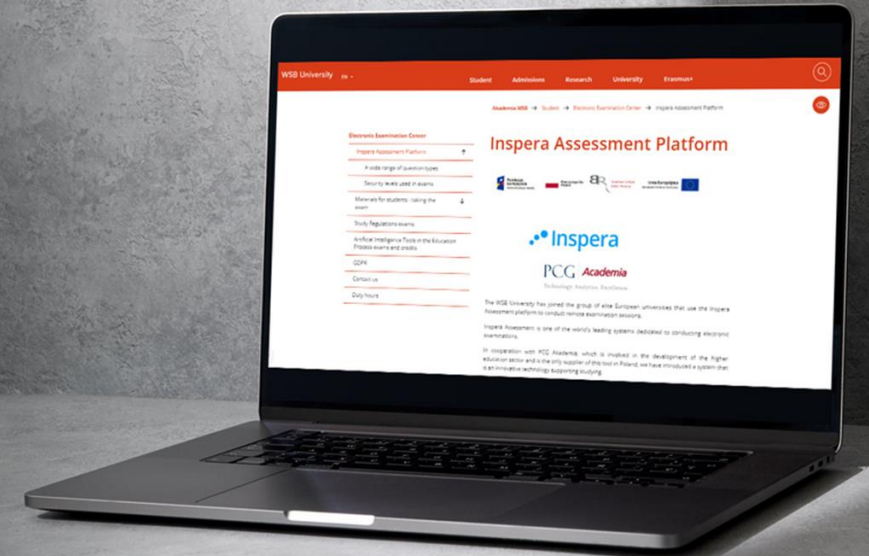 WSB University EN
Student Admissions Research University Erasmus+
Akademia WSB → Student → Electronic Examination Center → Inspera Assessment Platform
Electronic Examination Center
Inspera Assessment Platform
A wide range of question types
Security levels used in exams
Materials for students - taking the
exam
Study Regulations exams
Artificial Intelligence Tools in the Education
Process exams and credits
GDPR
Contact us
Duty hours
Inspera Assessment Platform
Unia Europejska
Inspera
PCG Academia
Technology Analytics Excellence
The WSB University has joined the group of elite European universities that use the Inspera
Assessment platform to conduct remote examination sessions.
Inspera Assessment is one of the world's leading systems dedicated to conducting electronic
examinations.
In cooperation with PCG Akademia, which is involved in the development of the higher
education sector and is the only supplier of this tool in Poland, we have introduced a system that
is an innovative technology supporting studying.